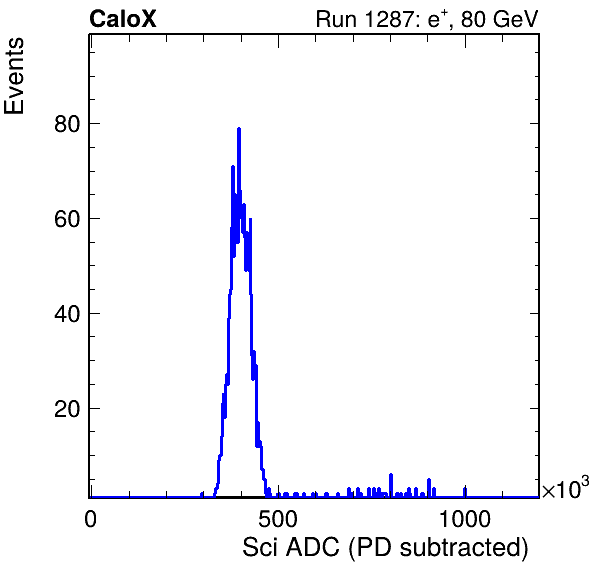 CaloX Run 1287: e⁺, 80 GeV
Events
80
60
40
20
0 500 1000 ×10³
Sci ADC (PD subtracted)